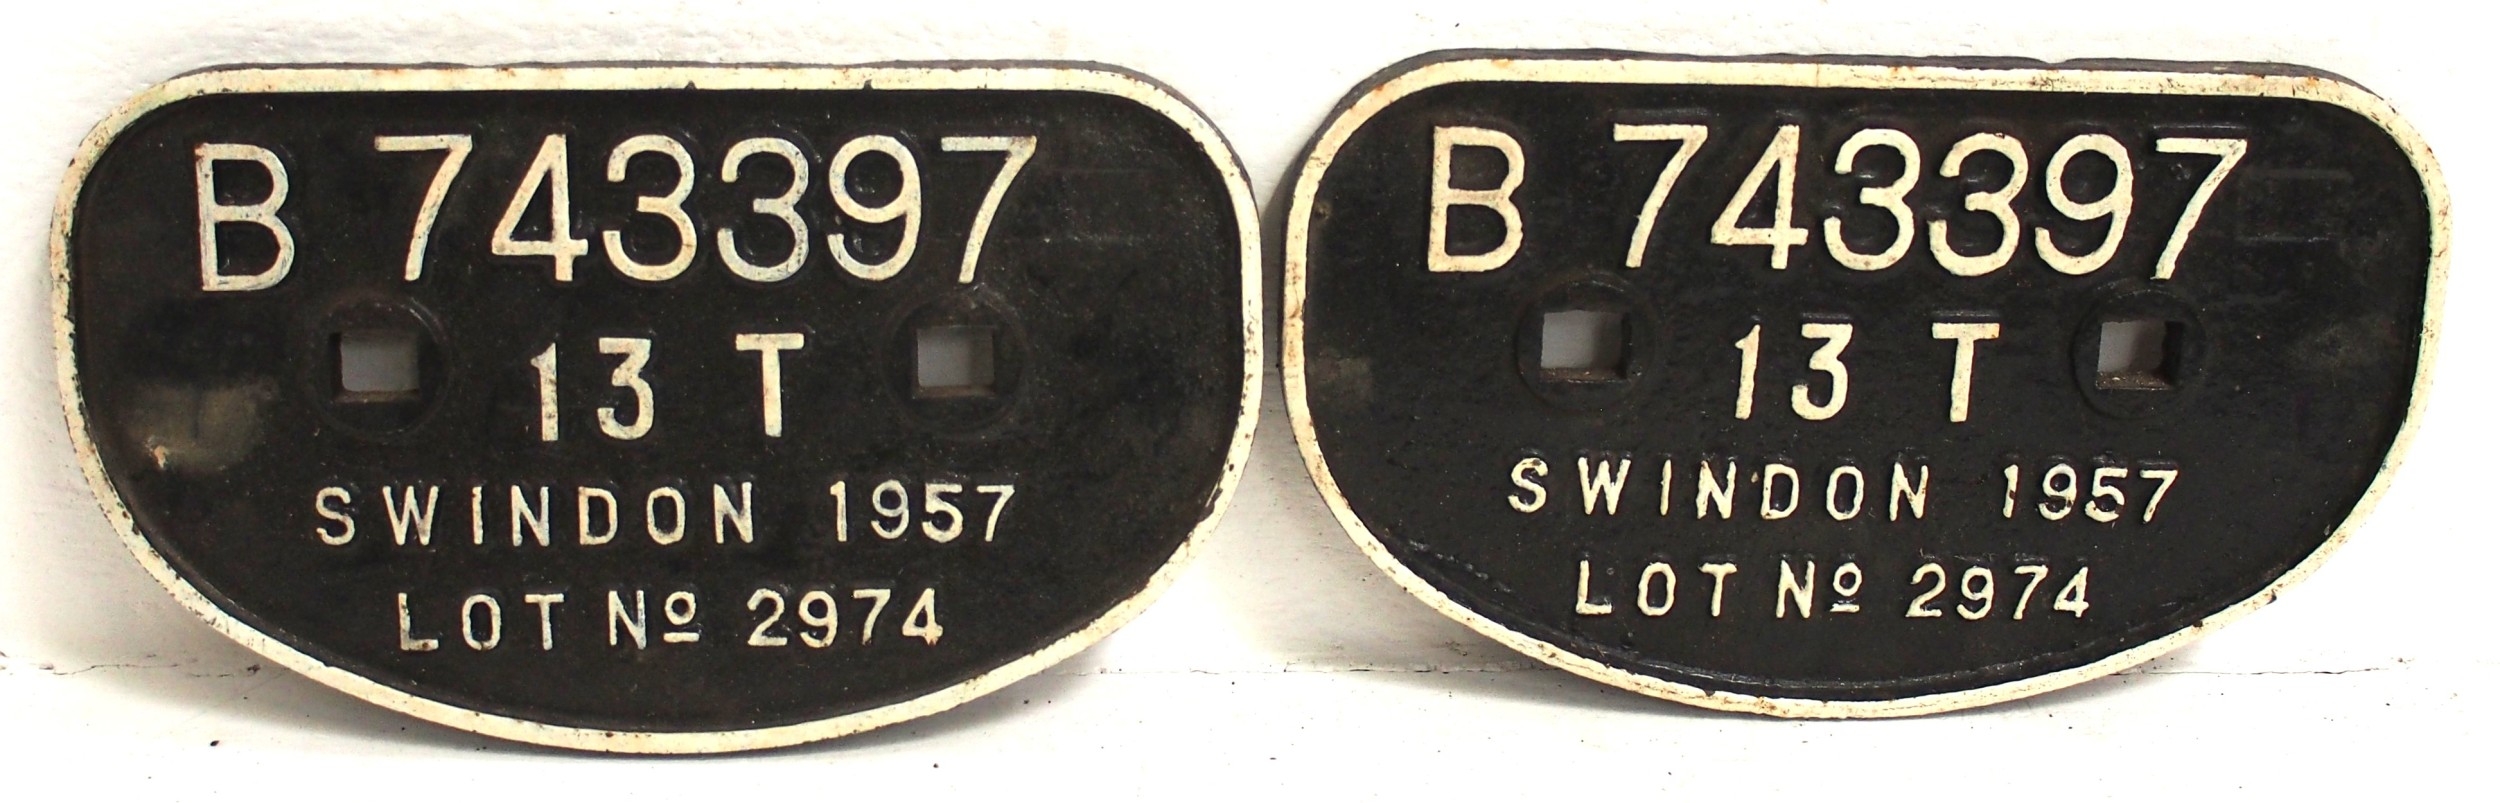 B 743397
13 T
SWINDON 1957
LOT Nº 2974
B 743397
13 T
SWINDON 1957
LOT Nº 2974